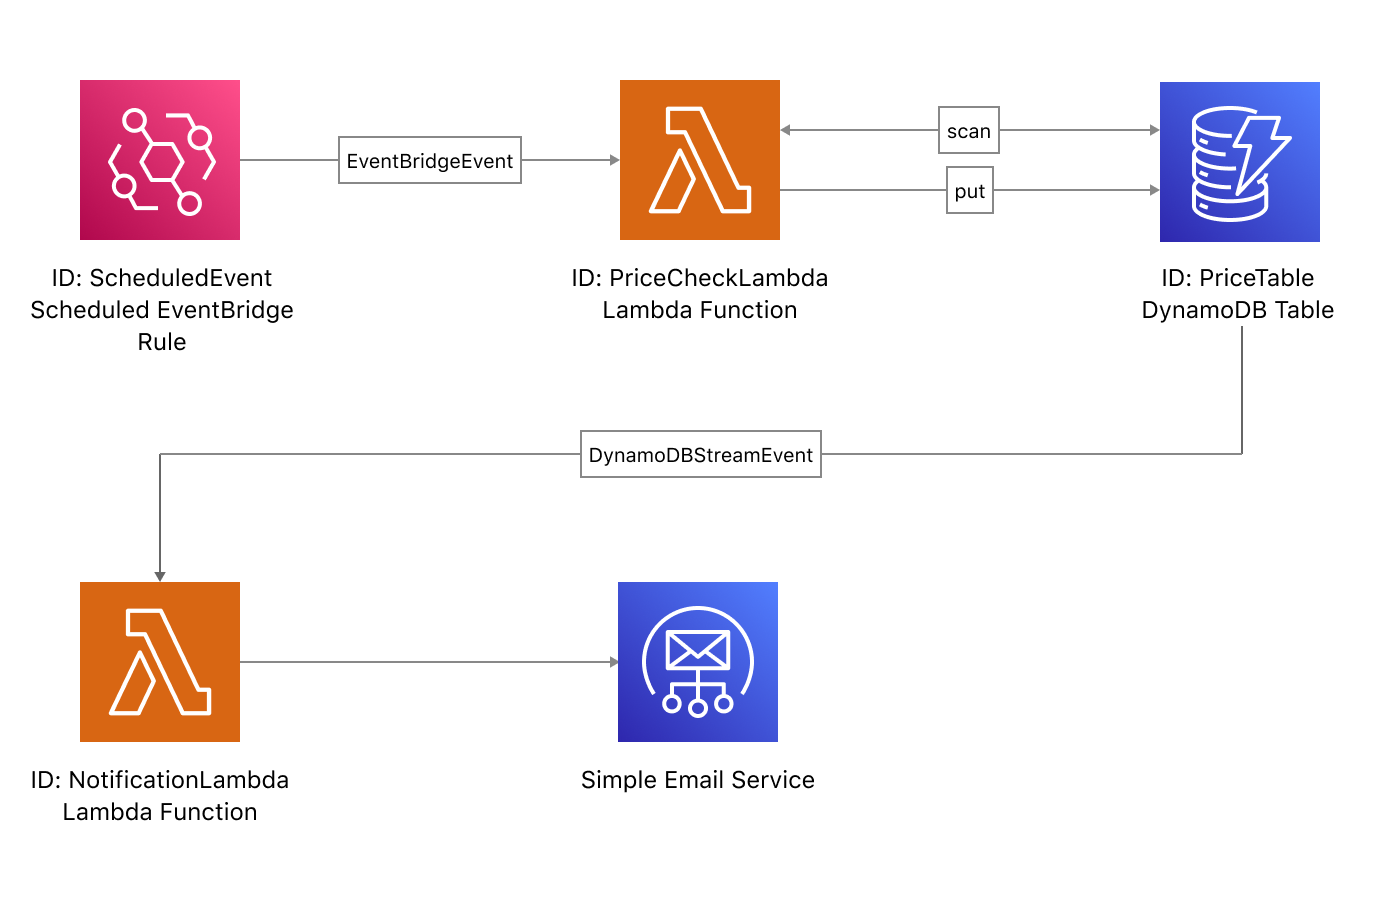 EventBridgeEvent
scan
put
ID: ScheduledEvent
Scheduled EventBridge
Rule
ID: PriceCheckLambda
Lambda Function
ID: PriceTable
DynamoDB Table
DynamoDBStreamEvent
ID: NotificationLambda
Lambda Function
Simple Email Service